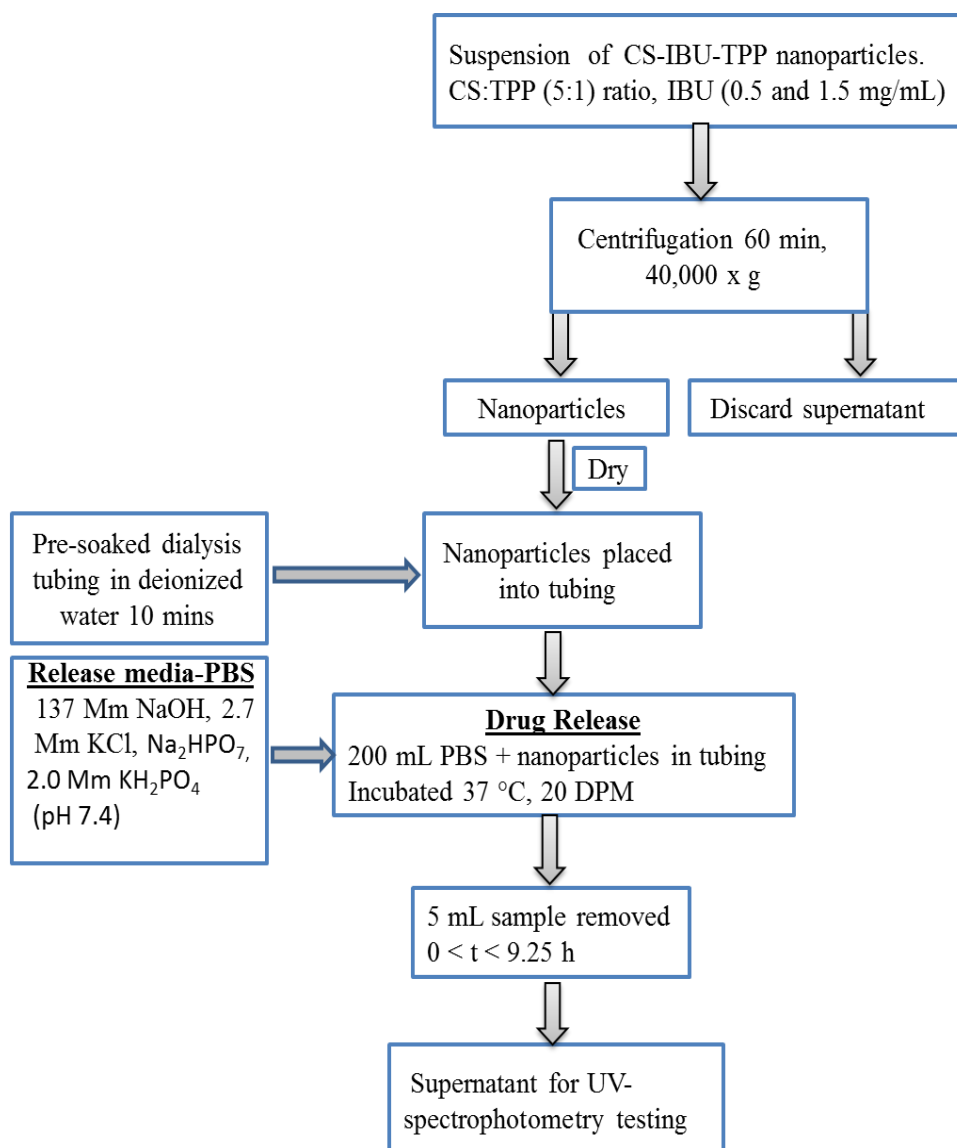 Suspension of CS-IBU-TPP nanoparticles.
CS:TPP (5:1) ratio, IBU (0.5 and 1.5 mg/mL)
Centrifugation 60 min,
40,000 x g
Nanoparticles
Discard supernatant
Dry
Pre-soaked dialysis
tubing in deionized
water 10 mins
Nanoparticles placed
into tubing
Release media-PBS
137 Mm NaOH, 2.7
Mm KCl, Na₂HPO₇,
2.0 Mm KH₂PO₄
(pH 7.4)
Drug Release
200 mL PBS + nanoparticles in tubing
Incubated 37 °C, 20 DPM
5 mL sample removed
0 < t < 9.25 h
Supernatant for UV-
spectrophotometry testing